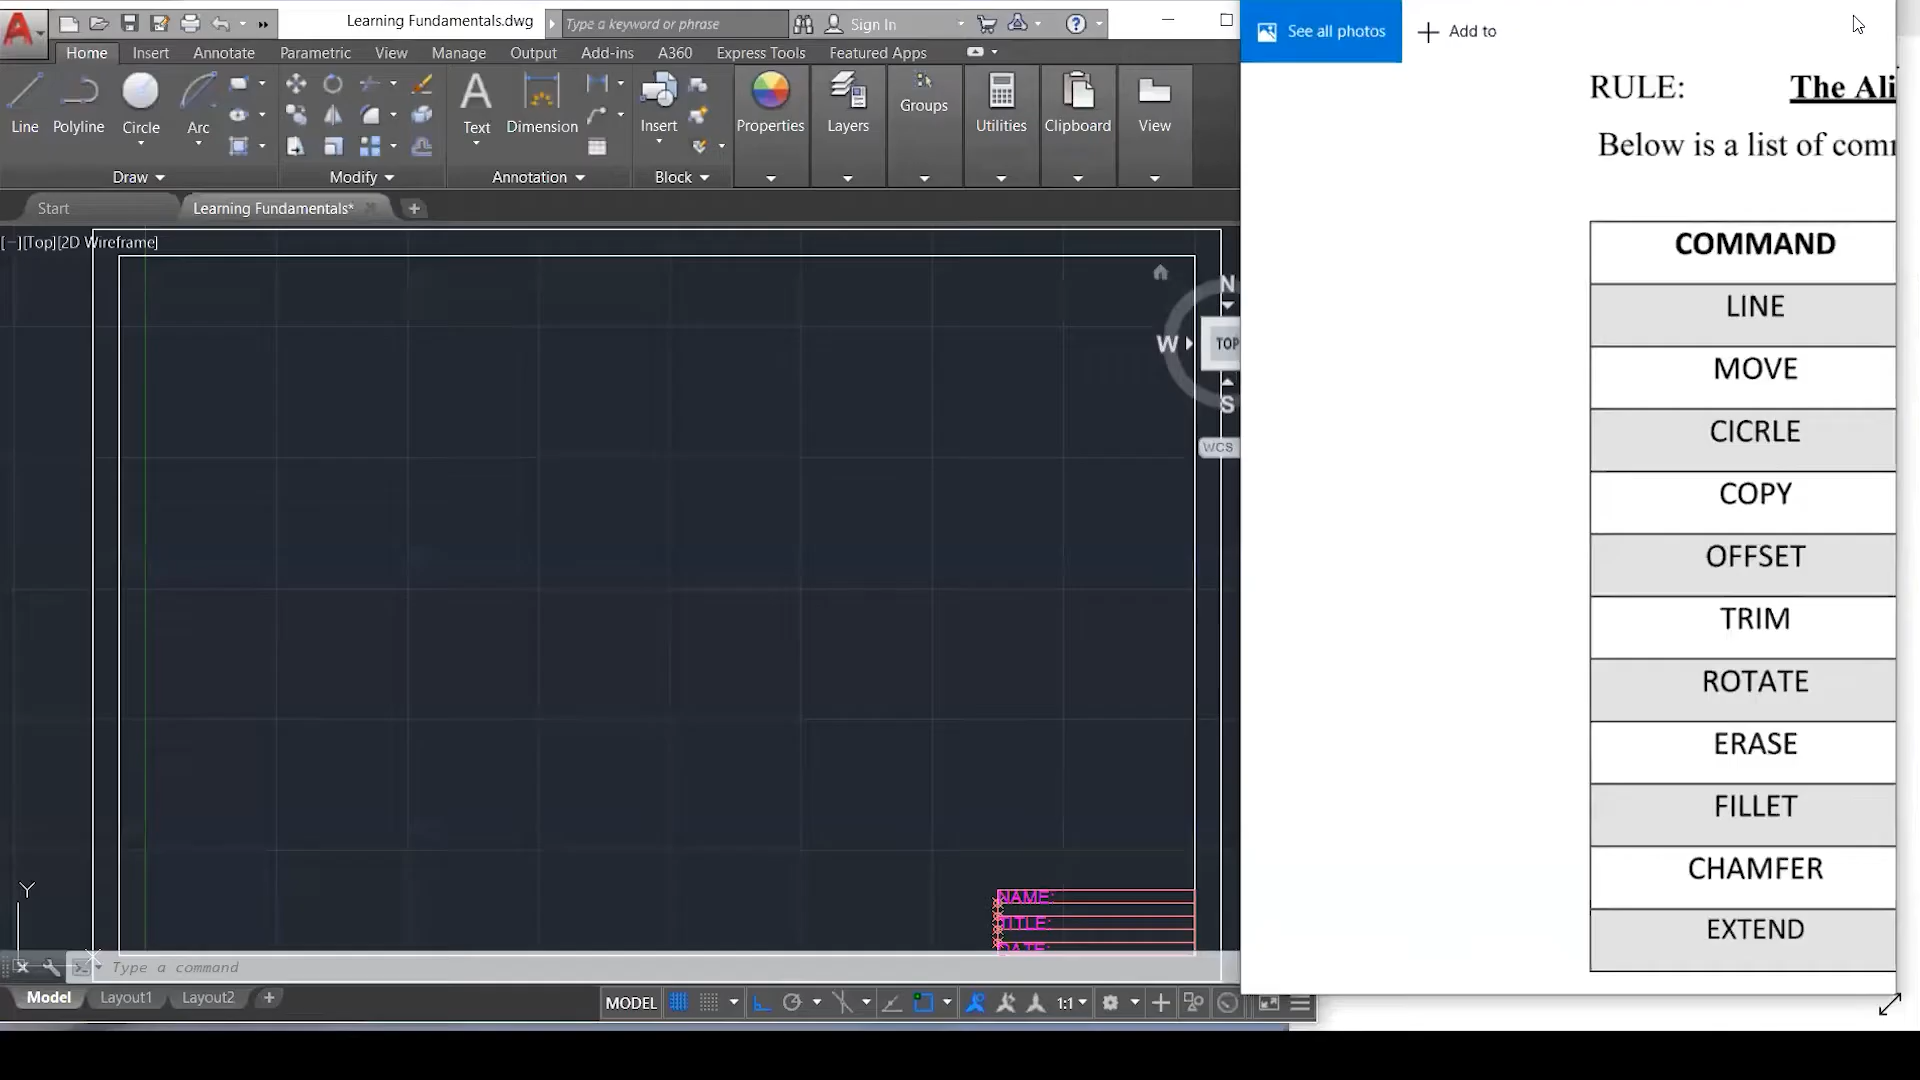 Learning Fundamentals.dwg
Type a keyword or phrase
Sign In
See all photos
Add to
Home Insert Annotate Parametric View Manage Output Add-ins A360 Express Tools Featured Apps
Line Polyline Circle Arc
Text Dimension
Insert
Properties Layers Groups Utilities Clipboard View
Draw Modify Annotation Block
Start Learning Fundamentals*
[−][Top][2D Wireframe]
N
W TOP
S
WCS
Y
X
NAME:
TITLE:
DATE:
Type a command
Model Layout1 Layout2
MODEL 1:1
RULE: The Ali
Below is a list of com
COMMAND
LINE
MOVE
CICRLE
COPY
OFFSET
TRIM
ROTATE
ERASE
FILLET
CHAMFER
EXTEND